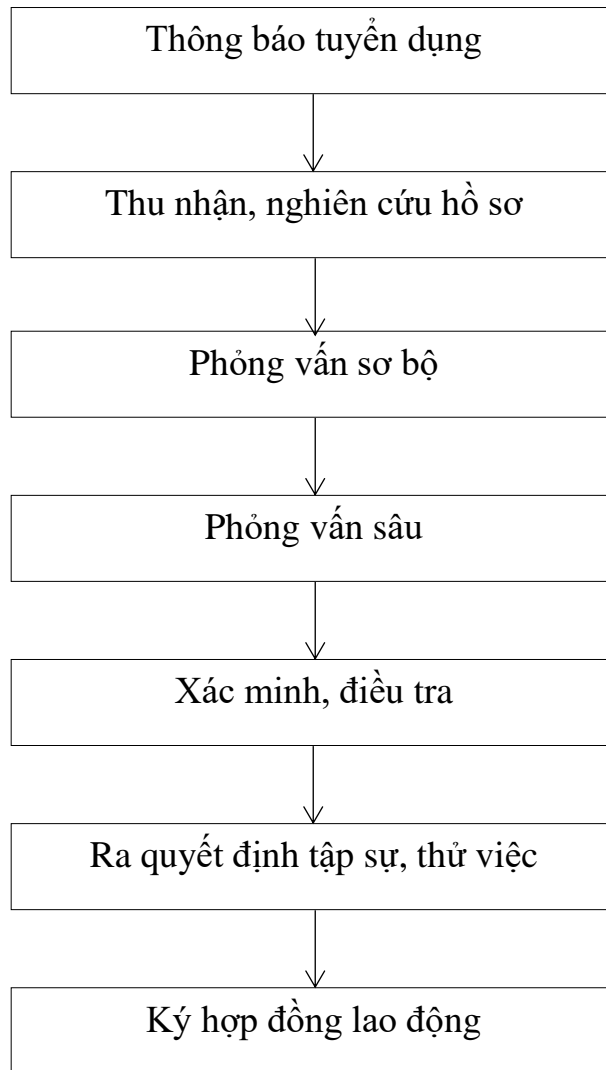 Thông báo tuyển dụng
Thu nhận, nghiên cứu hồ sơ
Phỏng vấn sơ bộ
Phỏng vấn sâu
Xác minh, điều tra
Ra quyết định tập sự, thử việc
Ký hợp đồng lao động